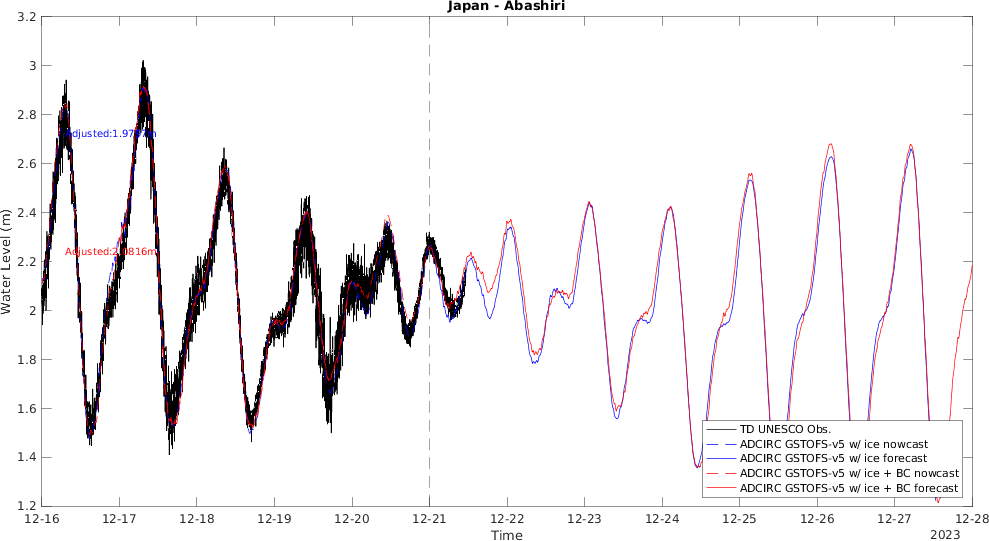 Japan - Abashiri
3.2
3
2.8
2.6
2.4
2.2
2
1.8
1.6
1.4
1.2
Water Level (m)
Adjusted:
Adjusted:
TD UNESCO Obs.
ADCIRC GSTOFS-v5 w/ ice nowcast
ADCIRC GSTOFS-v5 w/ ice forecast
ADCIRC GSTOFS-v5 w/ ice + BC nowcast
ADCIRC GSTOFS-v5 w/ ice + BC forecast
12-16 12-17 12-18 12-19 12-20 12-21 12-22 12-23 12-24 12-25 12-26 12-27 12-28
Time
2023